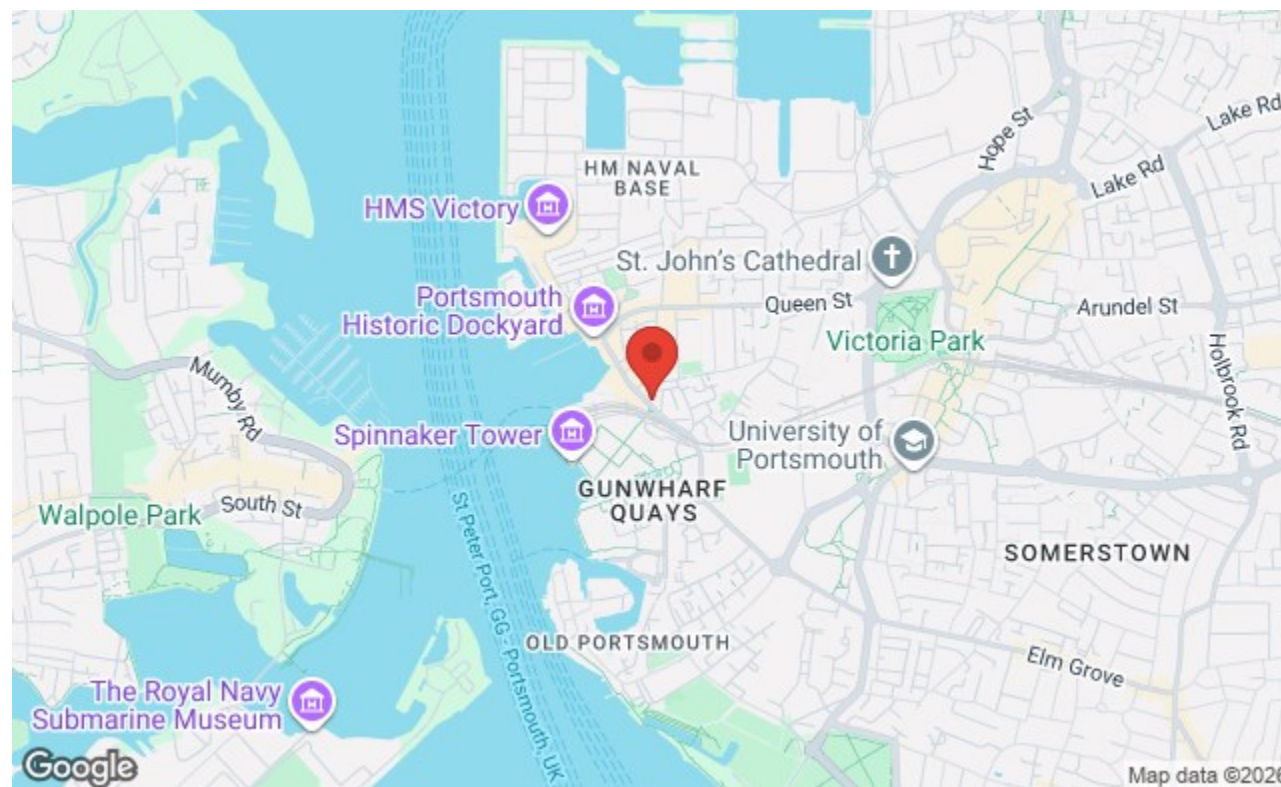 Lake Rd
Hope St
Lake Rd
HM NAVAL
BASE
HMS Victory
St. John's Cathedral
Portsmouth
Historic Dockyard
Queen St
Arundel St
Victoria Park
Holbrook Rd
Mumby Rd
Spinnaker Tower
University of
Portsmouth
GUNWHARF
QUAYS
South St
Walpole Park
St Peter Port, GG - Portsmouth, UK
SOMERSTOWN
OLD PORTSMOUTH
Elm Grove
The Royal Navy
Submarine Museum
Google
Map data ©2026